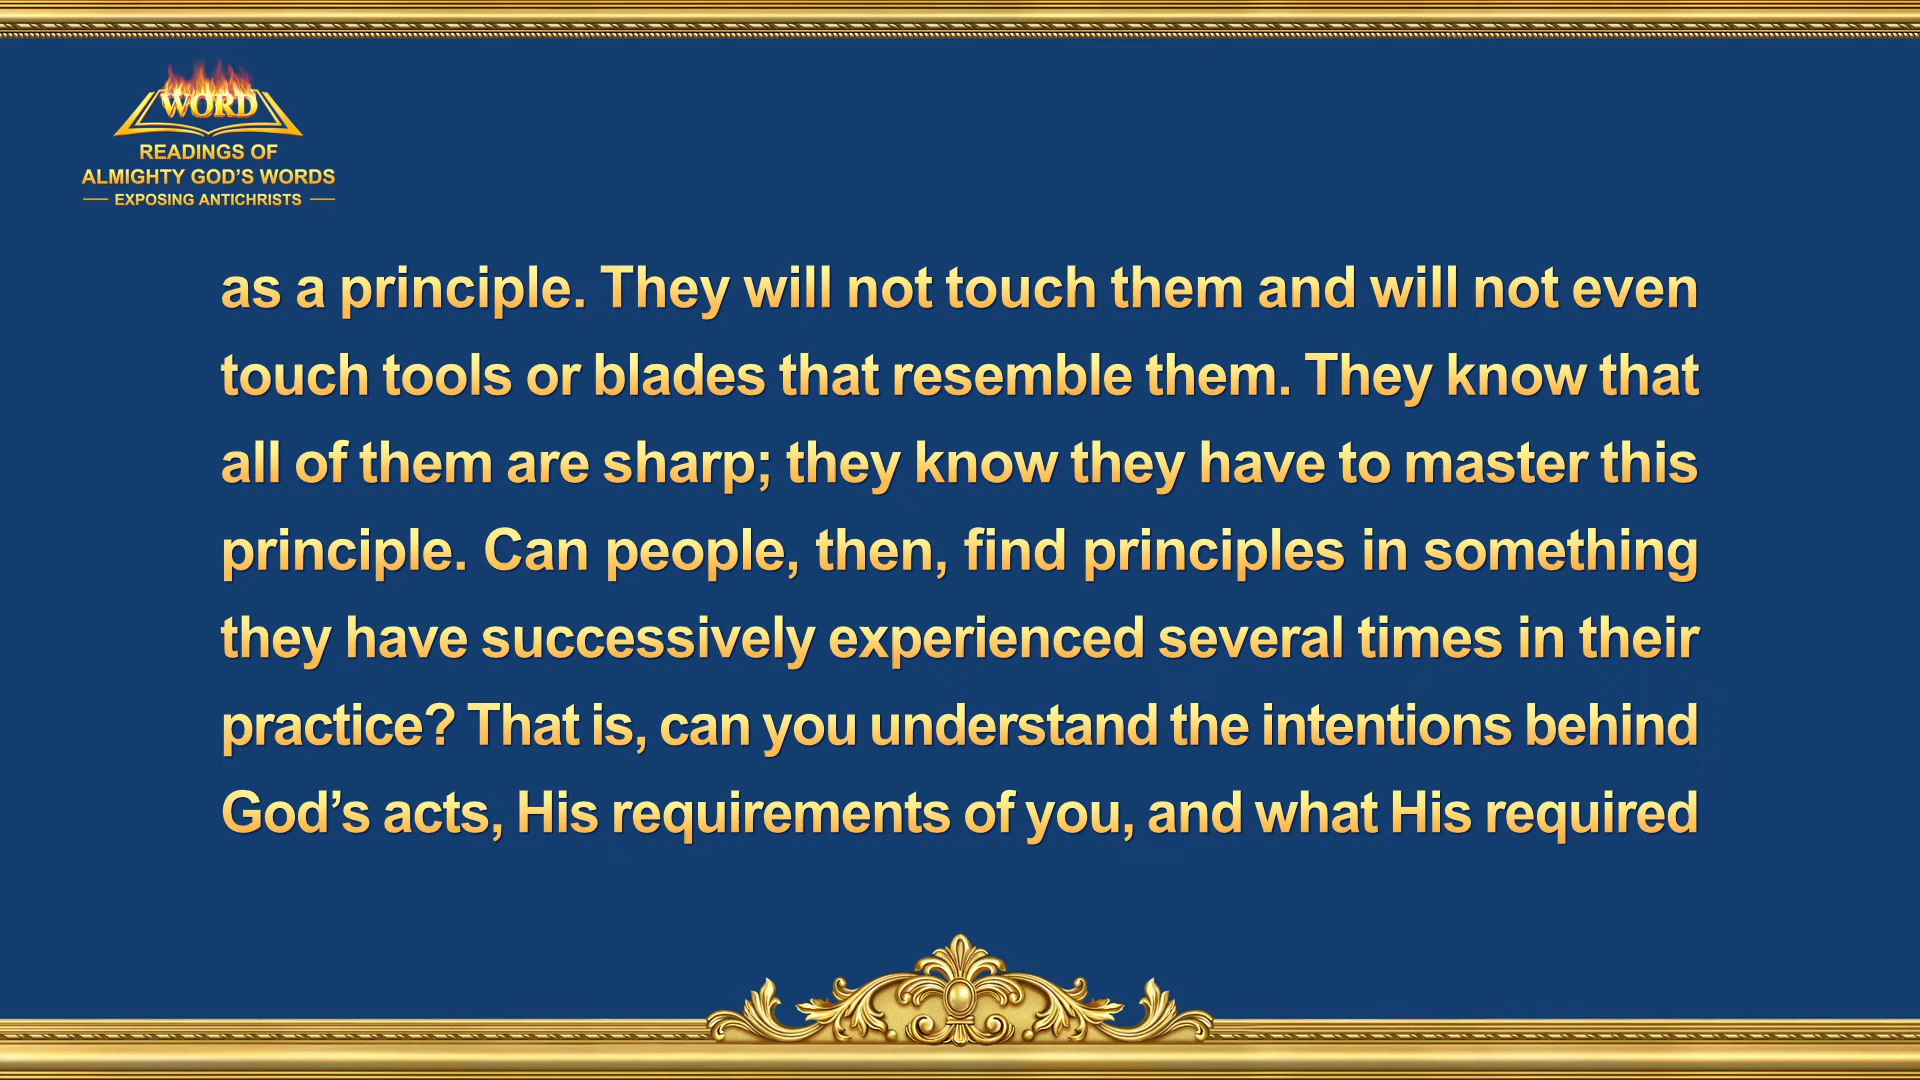 WORD
READINGS OF
ALMIGHTY GOD'S WORDS
EXPOSING ANTICHRISTS
as a principle. They will not touch them and will not even
touch tools or blades that resemble them. They know that
all of them are sharp; they know they have to master this
principle. Can people, then, find principles in something
they have successively experienced several times in their
practice? That is, can you understand the intentions behind
God’s acts, His requirements of you, and what His required